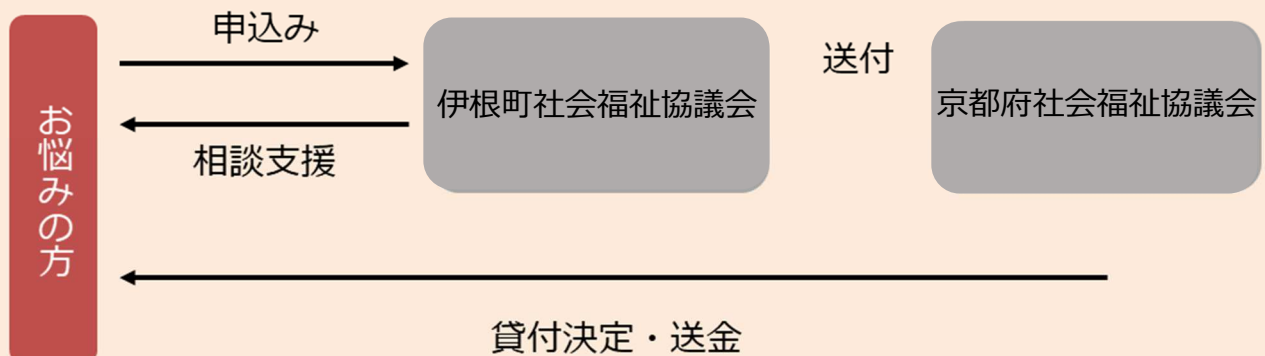 お悩みの方
申込み
相談支援
伊根町社会福祉協議会
送付
京都府社会福祉協議会
貸付決定・送金